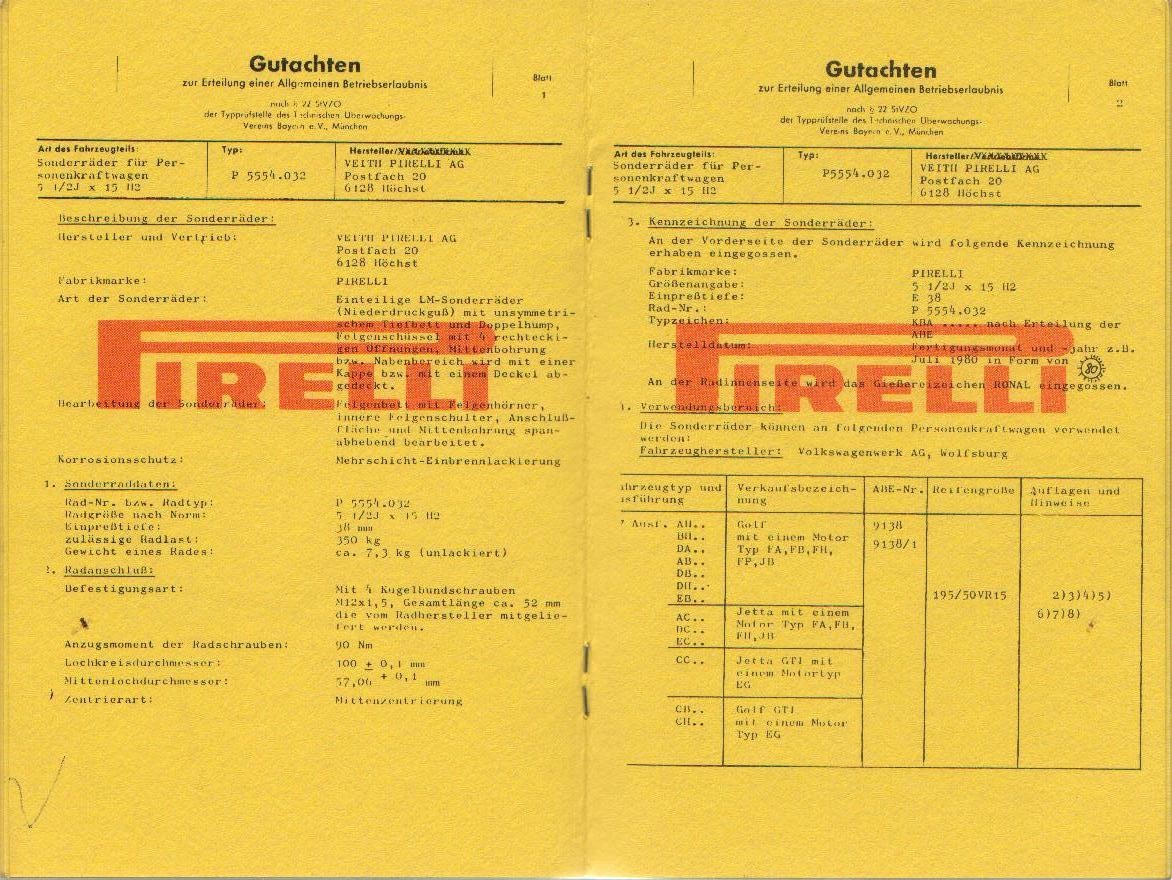 Gutachten
zur Erteilung einer Allgemeinen Betriebserlaubnis
nach § 22 StVZO
der Typprüfstelle des Technischen Überwachungs-
Vereins Bayern e.V., München
Blatt
1
Art des Fahrzeugteils:
Sonderräder für Per-
sonenkraftwagen
5 1/2J x 15 H2
Typ:
P 5554.032
Hersteller/
VEITH PIRELLI AG
Postfach 20
6128 Höchst
Beschreibung der Sonderräder:
Hersteller und Vertrieb: VEITH PIRELLI AG
Postfach 20
6128 Höchst
Fabrikmarke: PIRELLI
Art der Sonderräder: Einteilige LM-Sonderräder
(Niederdruckguß) mit unsymmetri-
schem Tiefbett und Doppelhump,
Felgenschüssel mit 4 rechtecki-
gen Öffnungen, Mittenbohrung
bzw. Nabenbereich wird mit einer
Kappe bzw. mit einem Deckel ab-
gedeckt.
PIRELLI
Bearbeitung der Sonderräder: Felgenbett mit Felgenhörner,
innere Felgenschulter, Anschluß-
fläche und Mittenbohrung span-
abhebend bearbeitet.
Korrosionsschutz: Mehrschicht-Einbrennlackierung
1. Sonderraddaten:
Rad-Nr. bzw. Radtyp: P 5554.032
Radgröße nach Norm: 5 1/2J x 15 H2
Einpreßtiefe: 38 mm
zulässige Radlast: 350 kg
Gewicht eines Rades: ca. 7,3 kg (unlackiert)
2. Radanschluß:
Befestigungsart: Mit 4 Kugelbundschrauben
M12x1,5, Gesamtlänge ca. 52 mm
die vom Radhersteller mitgelie-
fert werden.
Anzugsmoment der Radschrauben: 90 Nm
Lochkreisdurchmesser: 100 ± 0,1 mm
Mittenlochdurchmesser: 57,06 + 0,1 mm
Zentrierart: Mittenzentrierung
Gutachten
zur Erteilung einer Allgemeinen Betriebserlaubnis
nach § 22 StVZO
der Typprüfstelle des Technischen Überwachungs-
Vereins Bayern e.V., München
Blatt
2
Art des Fahrzeugteils:
Sonderräder für Per-
sonenkraftwagen
5 1/2J x 15 H2
Typ:
P5554.032
Hersteller/
VEITH PIRELLI AG
Postfach 20
6128 Höchst
3. Kennzeichnung der Sonderräder:
An der Vorderseite der Sonderräder wird folgende Kennzeichnung
erhaben eingegossen.
Fabrikmarke: PIRELLI
Größenangabe: 5 1/2J x 15 H2
Einpreßtiefe: E 38
Rad-Nr.: P 5554.032
Typzeichen: KBA ..... nach Erteilung der
ABE
Herstelldatum: Fertigungsmonat und -jahr z.B.
Juli 1980 in Form von 80
PIRELLI
An der Radinnenseite wird das Gießereizeichen RONAL eingegossen.
Verwendungsbereich:
Die Sonderräder können an folgenden Personenkraftwagen verwendet
werden:
Fahrzeughersteller: Volkswagenwerk AG, Wolfsburg
ahrzeugtyp und
usführung
Verkaufsbezeich-
nung
ABE-Nr.
Reifengröße
Auflagen und
Hinweise
7 Ausf. AH..
BH..
DA..
AB..
DB..
DH..
EB..
Golf
mit einem Motor
Typ FA,FB,FH,
FP,JB
9138
9138/1
AC..
DC..
EC..
Jetta mit einem
Motor Typ FA,FB,
FH,JB
195/50VR15
2)3)4)5)
6)7)8)
CC..
Jetta GTI mit
einem Motortyp
EG
CB..
CH..
Golf GTI
mit einem Motor
Typ EG